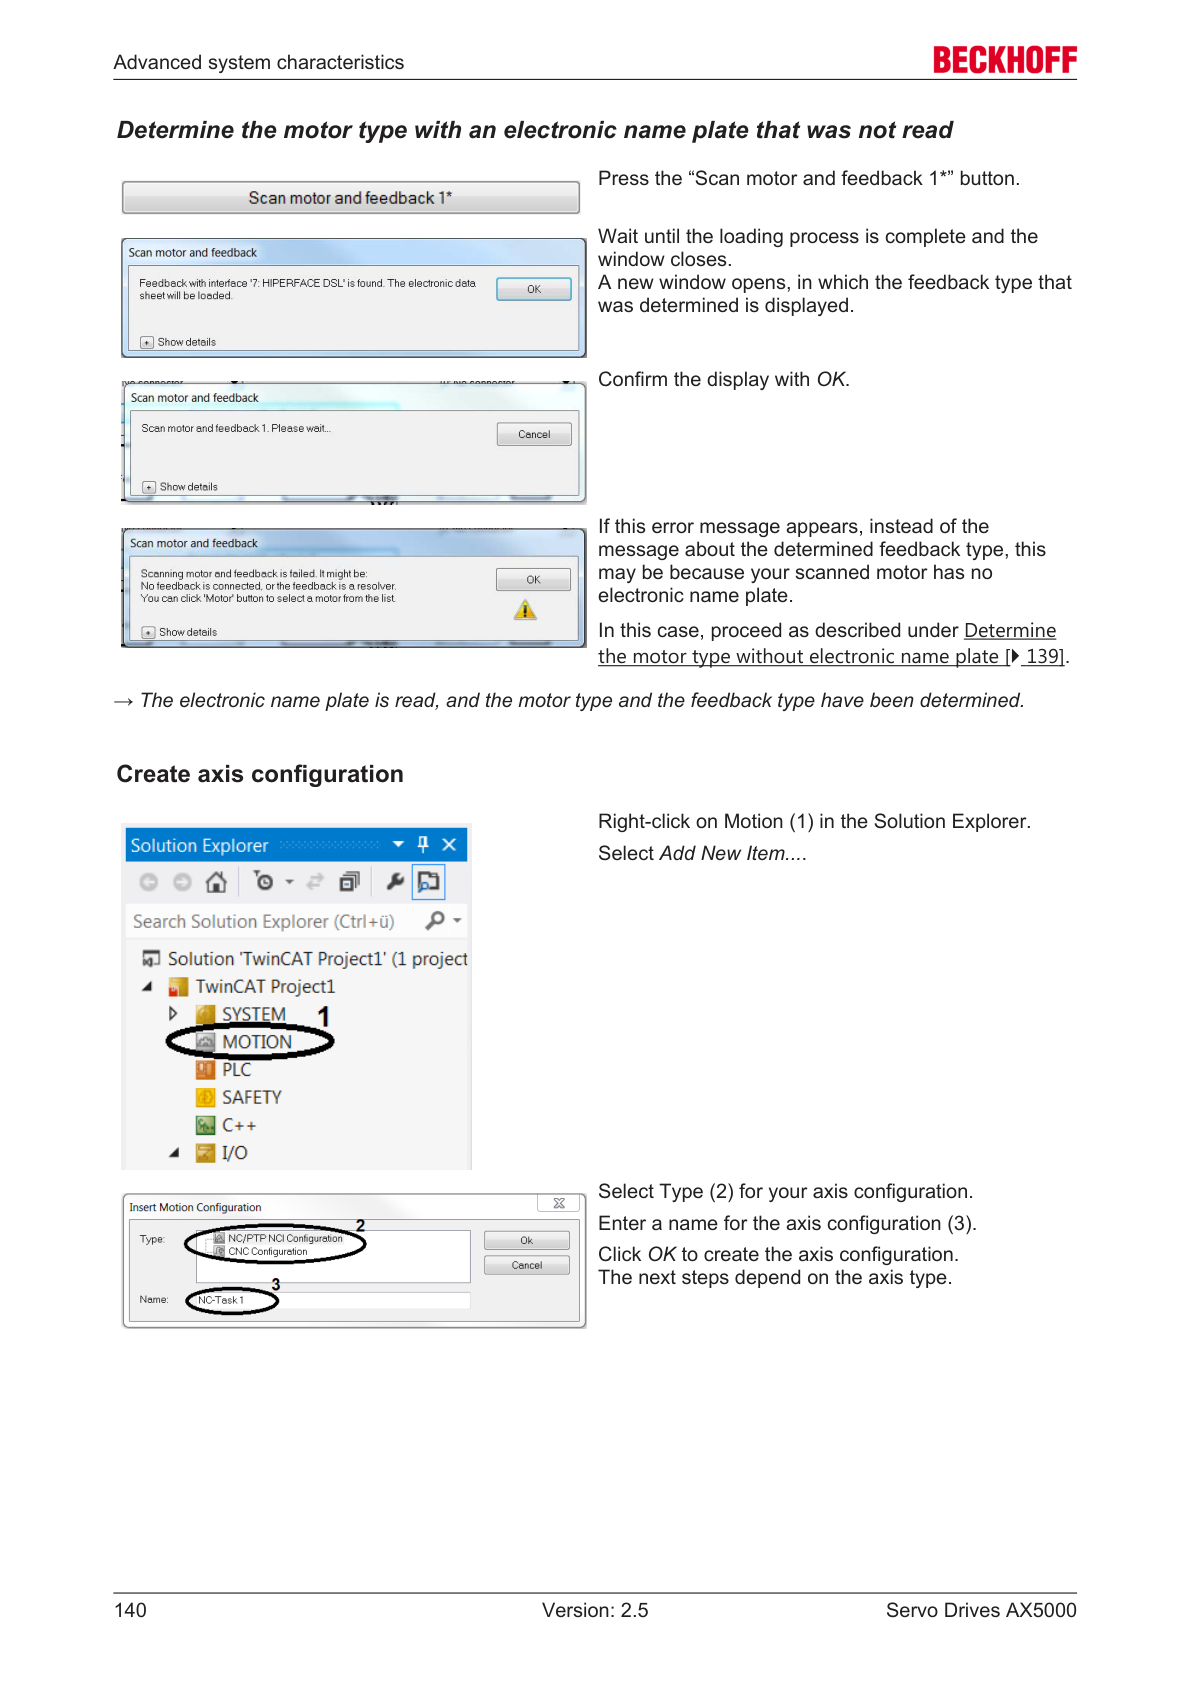 Advanced system characteristics
BECKHOFF
Determine the motor type with an electronic name plate that was not read
Scan motor and feedback 1*
Press the “Scan motor and feedback 1*” button.
Scan motor and feedback
Feedback with interface '7: HIPERFACE DSL' is found. The electronic data
sheet will be loaded.
OK
Show details
Wait until the loading process is complete and the
window closes.
A new window opens, in which the feedback type that
was determined is displayed.
Scan motor and feedback
Scan motor and feedback 1. Please wait...
Cancel
Show details
Confirm the display with OK.
Scan motor and feedback
Scanning motor and feedback is failed. It might be:
No feedback is connected, or the feedback is a resolver.
You can click 'Motor' button to select a motor from the list.
OK
Show details
If this error message appears, instead of the
message about the determined feedback type, this
may be because your scanned motor has no
electronic name plate.
In this case, proceed as described under Determine
the motor type without electronic name plate [▶ 139].
→ The electronic name plate is read, and the motor type and the feedback type have been determined.
Create axis configuration
Solution Explorer
Search Solution Explorer (Ctrl+ü)
Solution 'TwinCAT Project1' (1 project
TwinCAT Project1
SYSTEM
1
MOTION
PLC
SAFETY
C++
I/O
Right-click on Motion (1) in the Solution Explorer.
Select Add New Item....
Insert Motion Configuration
Type:
NC/PTP NCI Configuration
CNC Configuration
2
Ok
Cancel
3
Name:
NC-Task 1
Select Type (2) for your axis configuration.
Enter a name for the axis configuration (3).
Click OK to create the axis configuration.
The next steps depend on the axis type.
140
Version: 2.5
Servo Drives AX5000